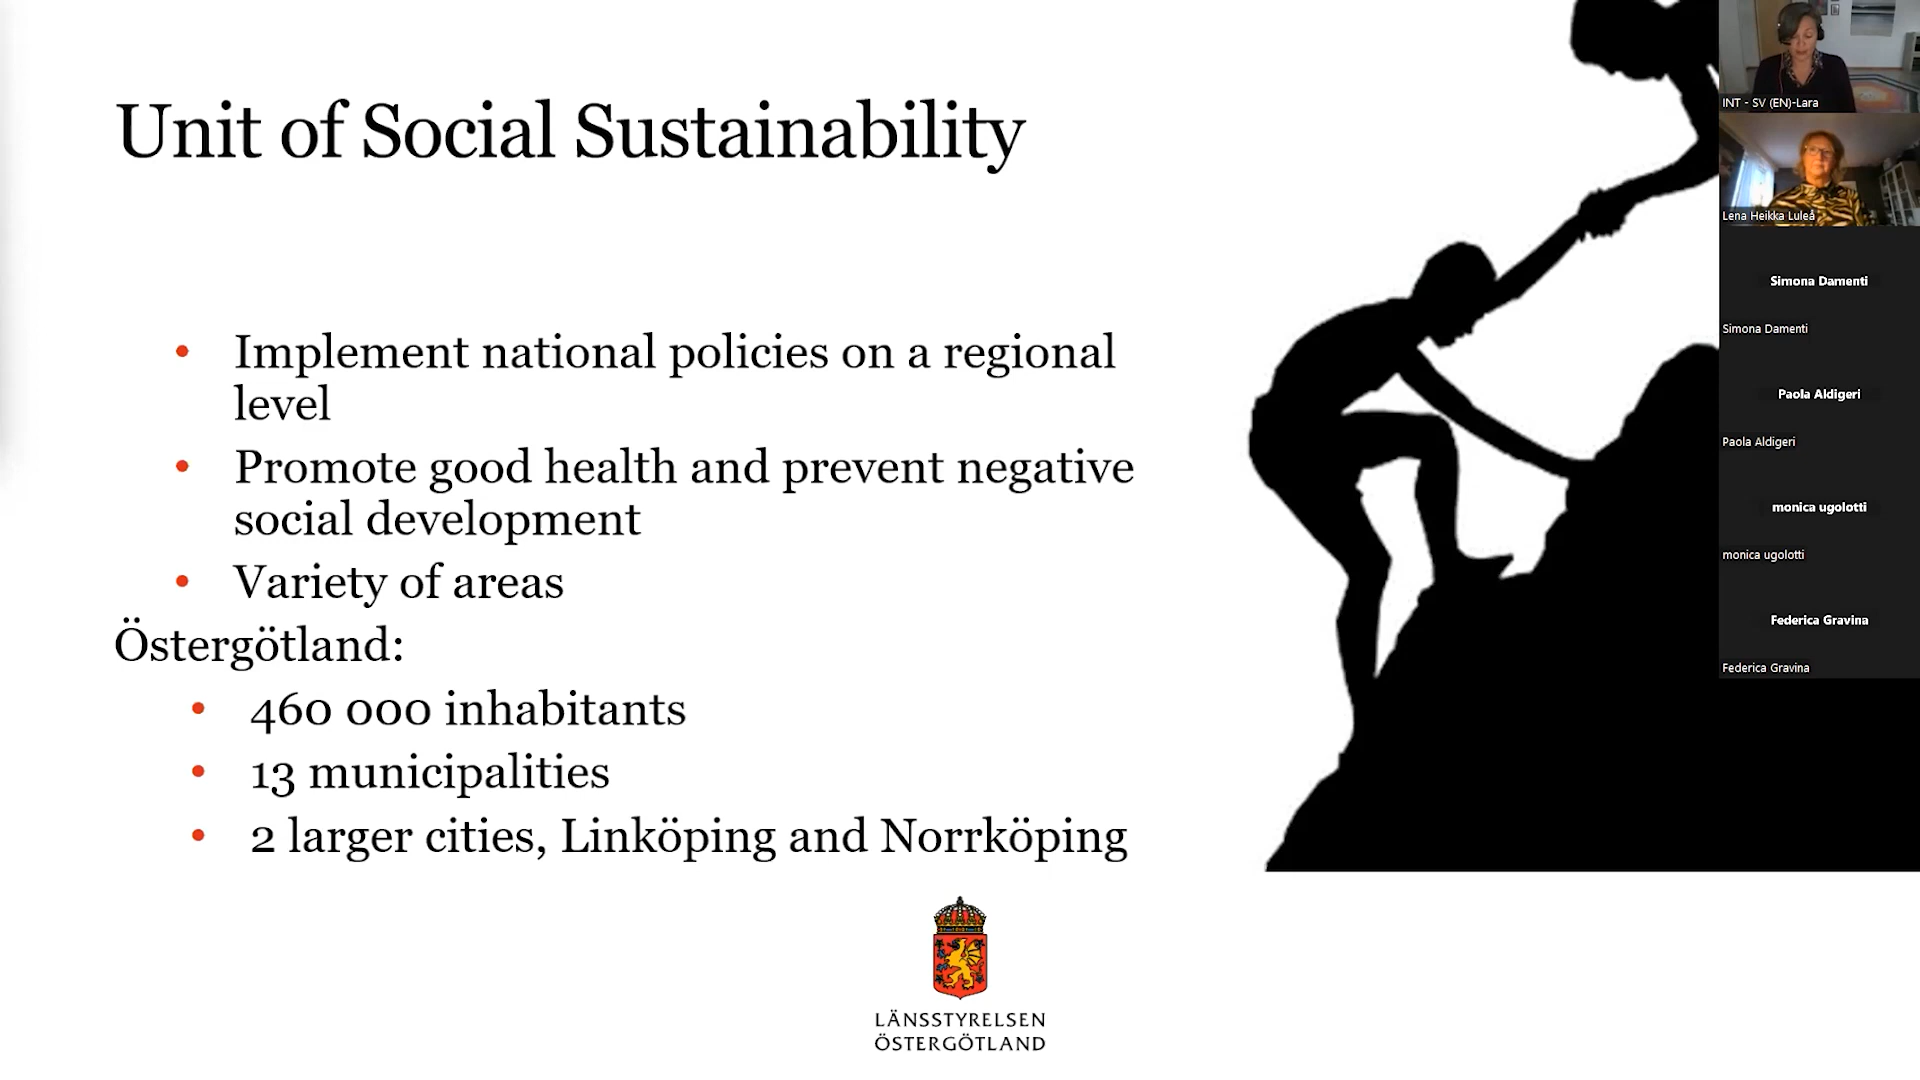 Unit of Social Sustainability
• Implement national policies on a regional
level
• Promote good health and prevent negative
social development
• Variety of areas
Östergötland:
• 460 000 inhabitants
• 13 municipalities
• 2 larger cities, Linköping and Norrköping
LÄNSSTYRELSEN
ÖSTERGÖTLAND
INT - SV (EN)-Lara
Lena Heikka Luleå
Simona Damenti
Simona Damenti
Paola Aldigeri
Paola Aldigeri
monica ugolotti
monica ugolotti
Federica Gravina
Federica Gravina